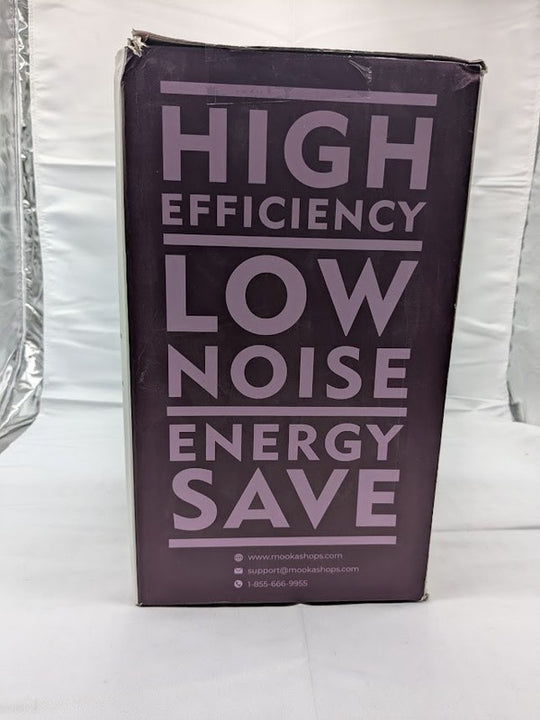 HIGH
EFFICIENCY
LOW
NOISE
ENERGY
SAVE
www.mookashops.com
support@mookashops.com
1-855-666-9955